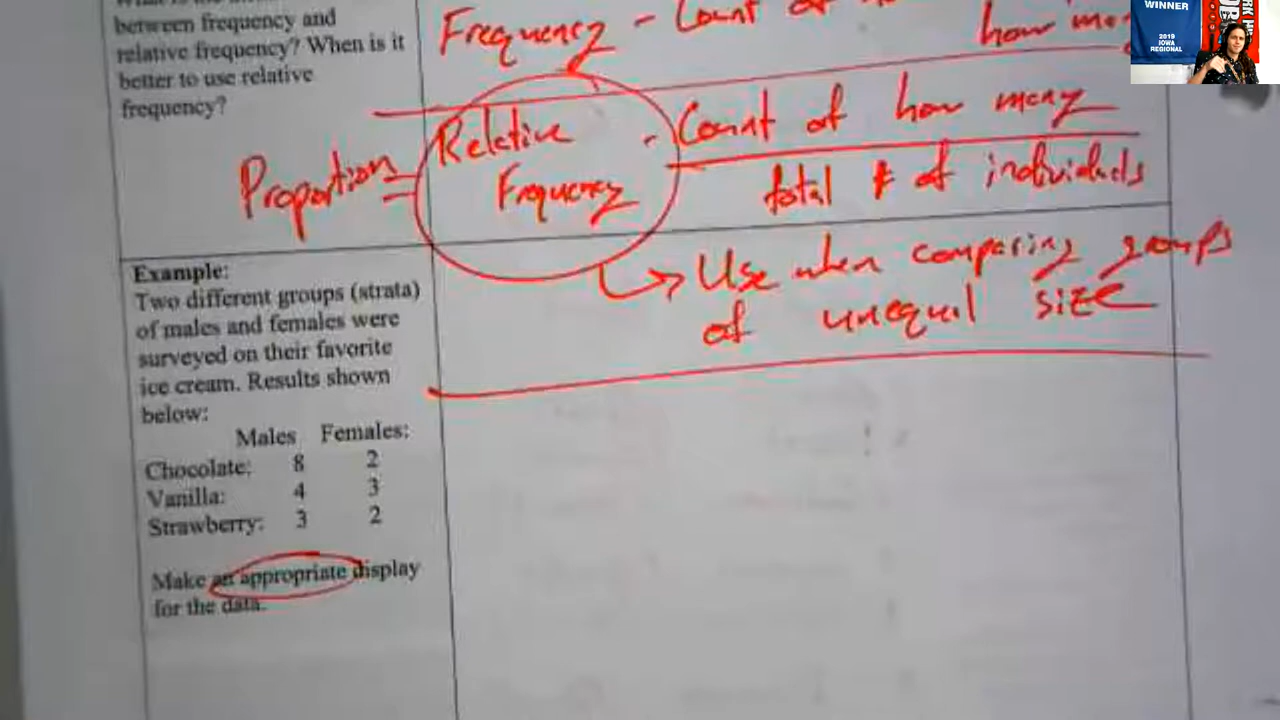 between frequency and
relative frequency? When is it
better to use relative
frequency?
Frequency - Count of
how
Proportion = Relative Frequency - Count of how many
total # of individuals
Use when comparing groups
of unequal size
Example:
Two different groups (strata)
of males and females were
surveyed on their favorite
ice cream. Results shown
below:
Males Females:
Chocolate: 8 2
Vanilla: 4 3
Strawberry: 3 2
Make an appropriate display
for the data.
WINNER
2019
IOWA
REGIONAL